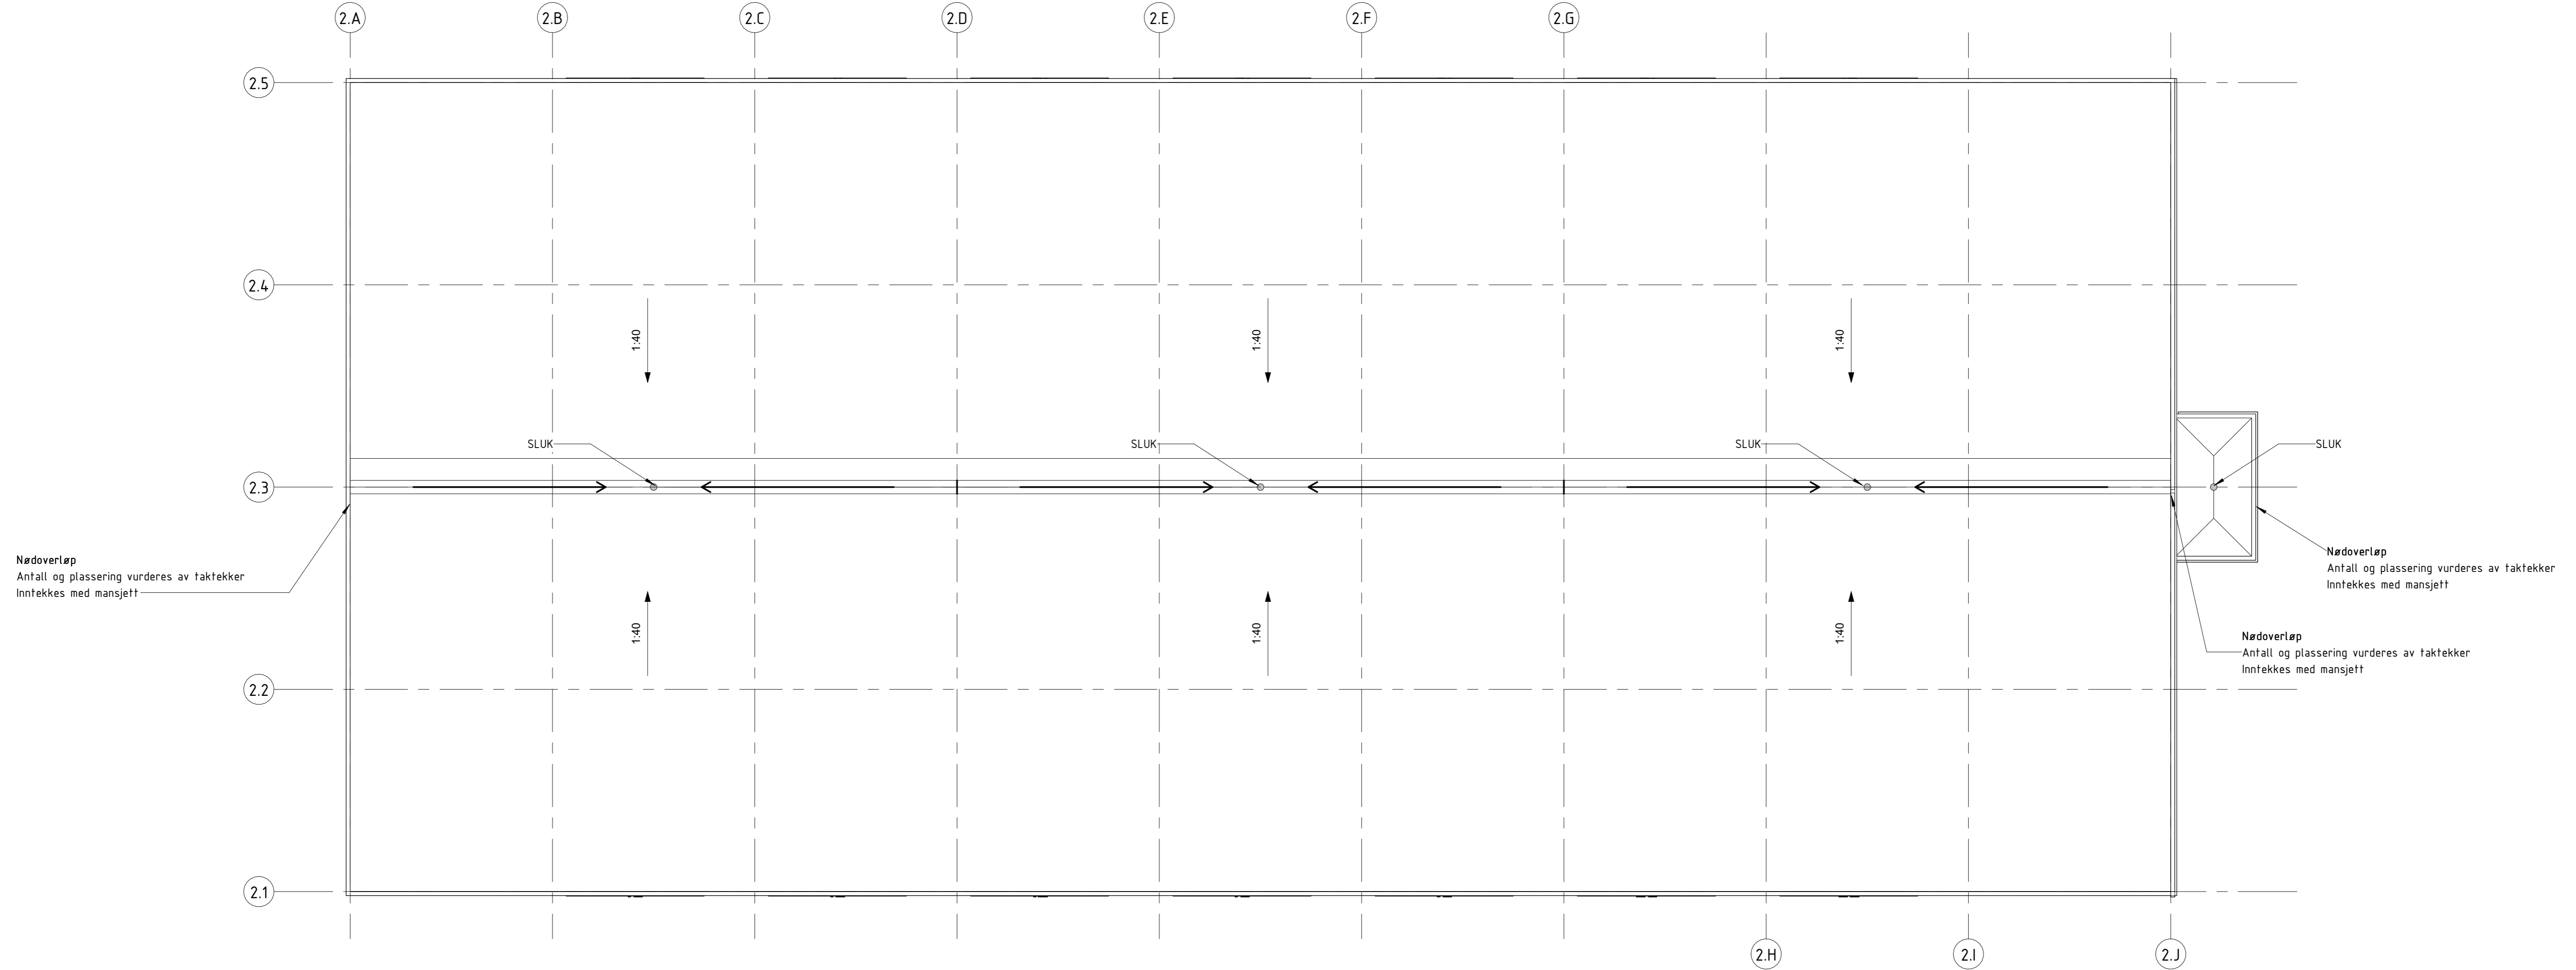 2.A
2.B
2.C
2.D
2.E
2.F
2.G
2.5
2.4
1:40
1:40
1:40
SLUK
SLUK
SLUK
SLUK
2.3
Nødoverløp
Antall og plassering vurderes av taktekker
Inntekkes med mansjett
Nødoverløp
Antall og plassering vurderes av taktekker
Inntekkes med mansjett
1:40
1:40
1:40
Nødoverløp
Antall og plassering vurderes av taktekker
Inntekkes med mansjett
2.2
2.1
2.H
2.I
2.J